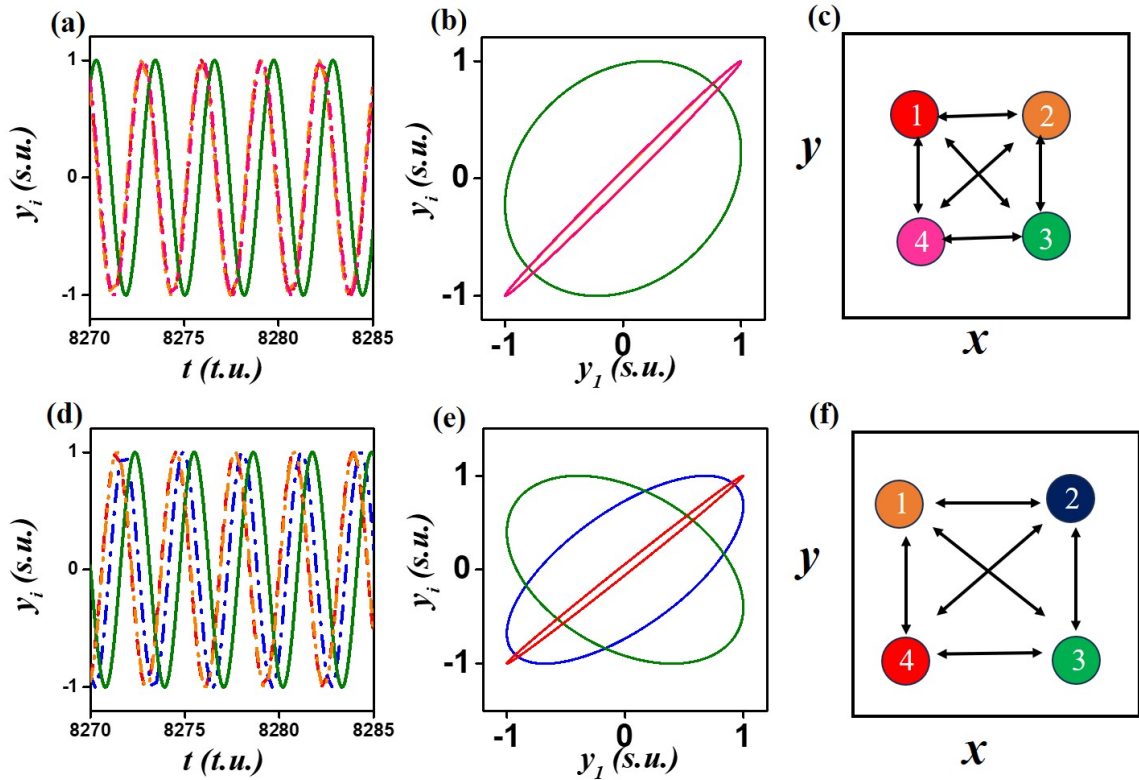 (a)
y_i (s.u.)
1
0
-1
8270 8275 8280 8285
t (t.u.)
(b)
y_i (s.u.)
1
0
-1
-1 0 1
y_1 (s.u.)
(c)
y
1 2
4 3
x
(d)
y_i (s.u.)
1
0
-1
8270 8275 8280 8285
t (t.u.)
(e)
y_i (s.u.)
1
0
-1
-1 0 1
y_1 (s.u.)
(f)
y
1 2
4 3
x